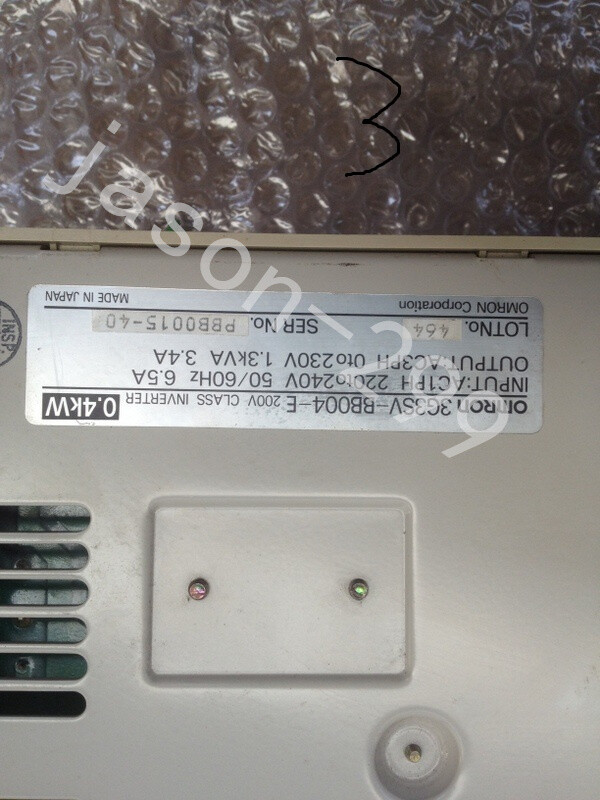 3
jason-299
OMRON 3G3SV-BB004-E 200V CLASS INVERTER 0.4kW
INPUT:AC1PH 220to240V 50/60Hz 6.5A
OUTPUT:AC3PH 0to230V 1.3kVA 3.4A
LOTNo. 464 SER No. PBB0015-40
OMRON Corporation MADE IN JAPAN
INSP.